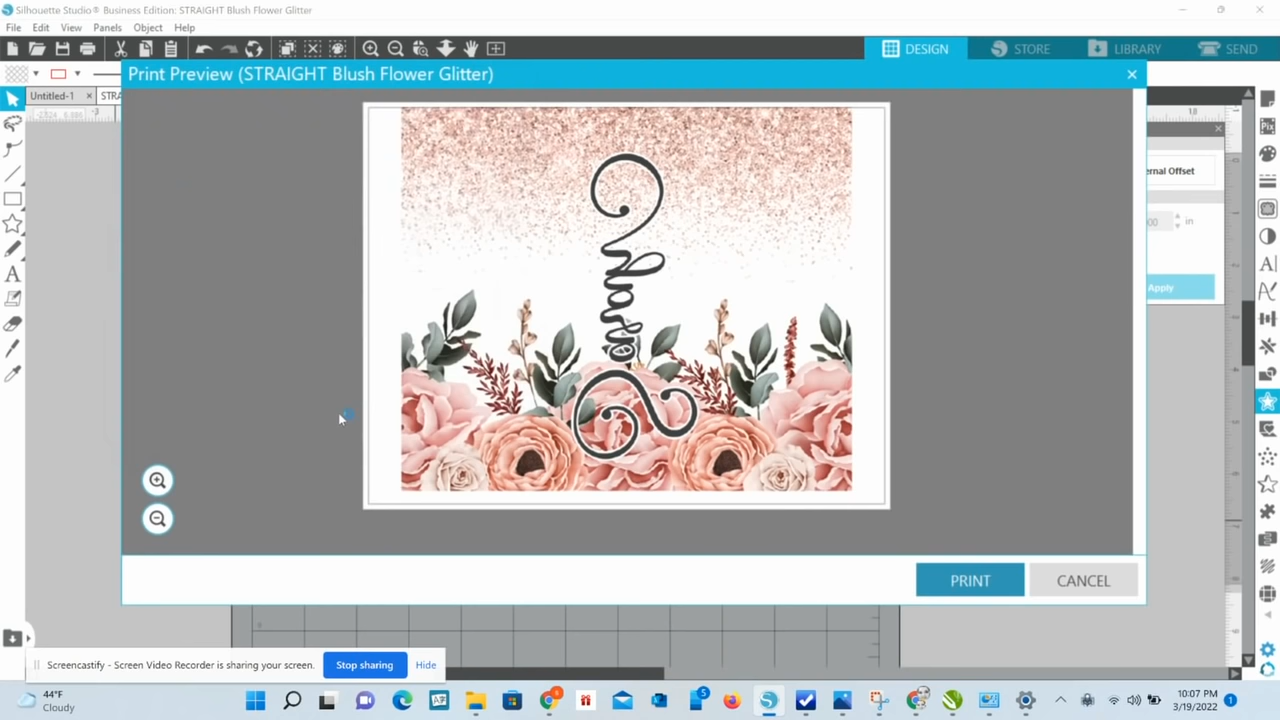 Silhouette Studio® Business Edition: STRAIGHT Blush Flower Glitter
File Edit View Panels Object Help
DESIGN STORE LIBRARY SEND
Print Preview (STRAIGHT Blush Flower Glitter)
Untitled-1
STRA
ernal Offset
00 in
Apply
PRINT CANCEL
Screencastify - Screen Video Recorder is sharing your screen. Stop sharing Hide
44°F
Cloudy
10:07 PM
3/19/2022